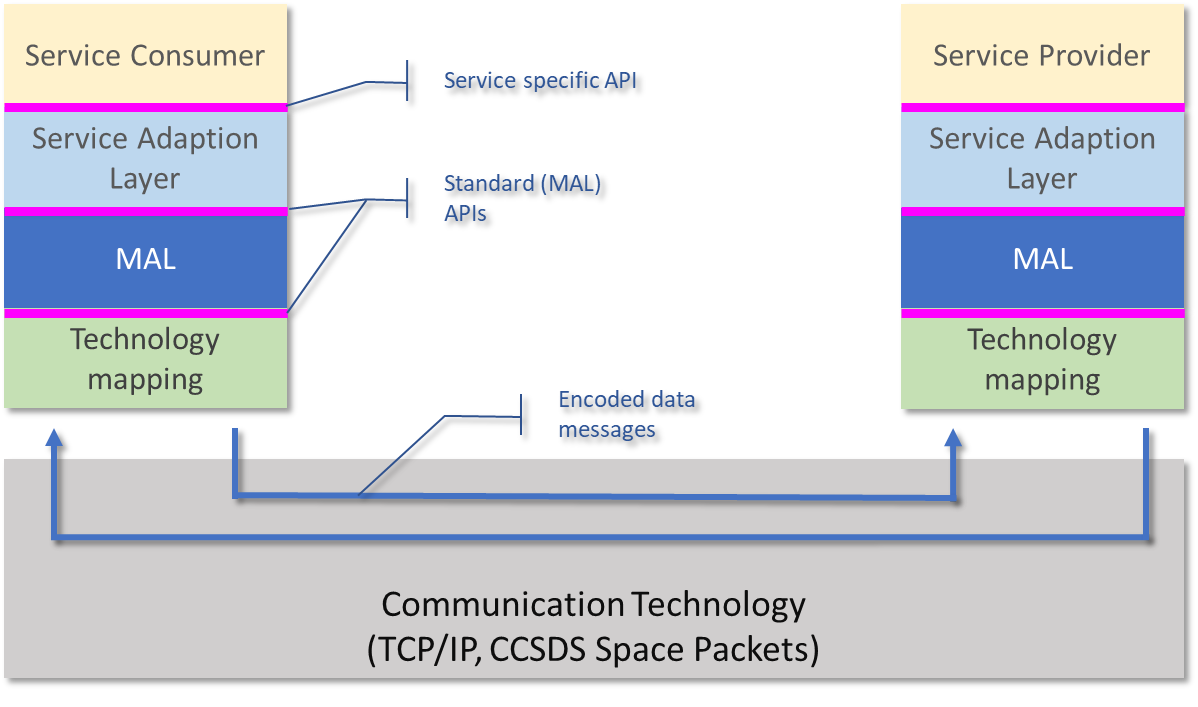 Service Consumer
Service Adaption
Layer
MAL
Technology
mapping
Service specific API
Standard (MAL)
APIs
Encoded data
messages
Service Provider
Service Adaption
Layer
MAL
Technology
mapping
Communication Technology
(TCP/IP, CCSDS Space Packets)